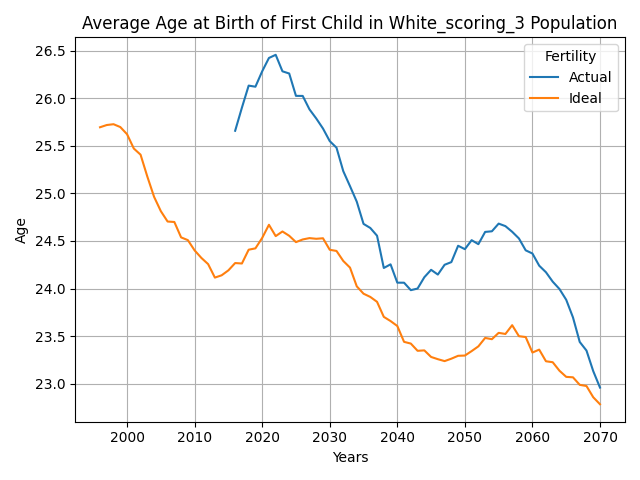 Average Age at Birth of First Child in White_scoring_3 Population
Fertility
Actual
Ideal
26.5
26.0
25.5
25.0
24.5
24.0
23.5
23.0
Age
2000 2010 2020 2030 2040 2050 2060 2070
Years